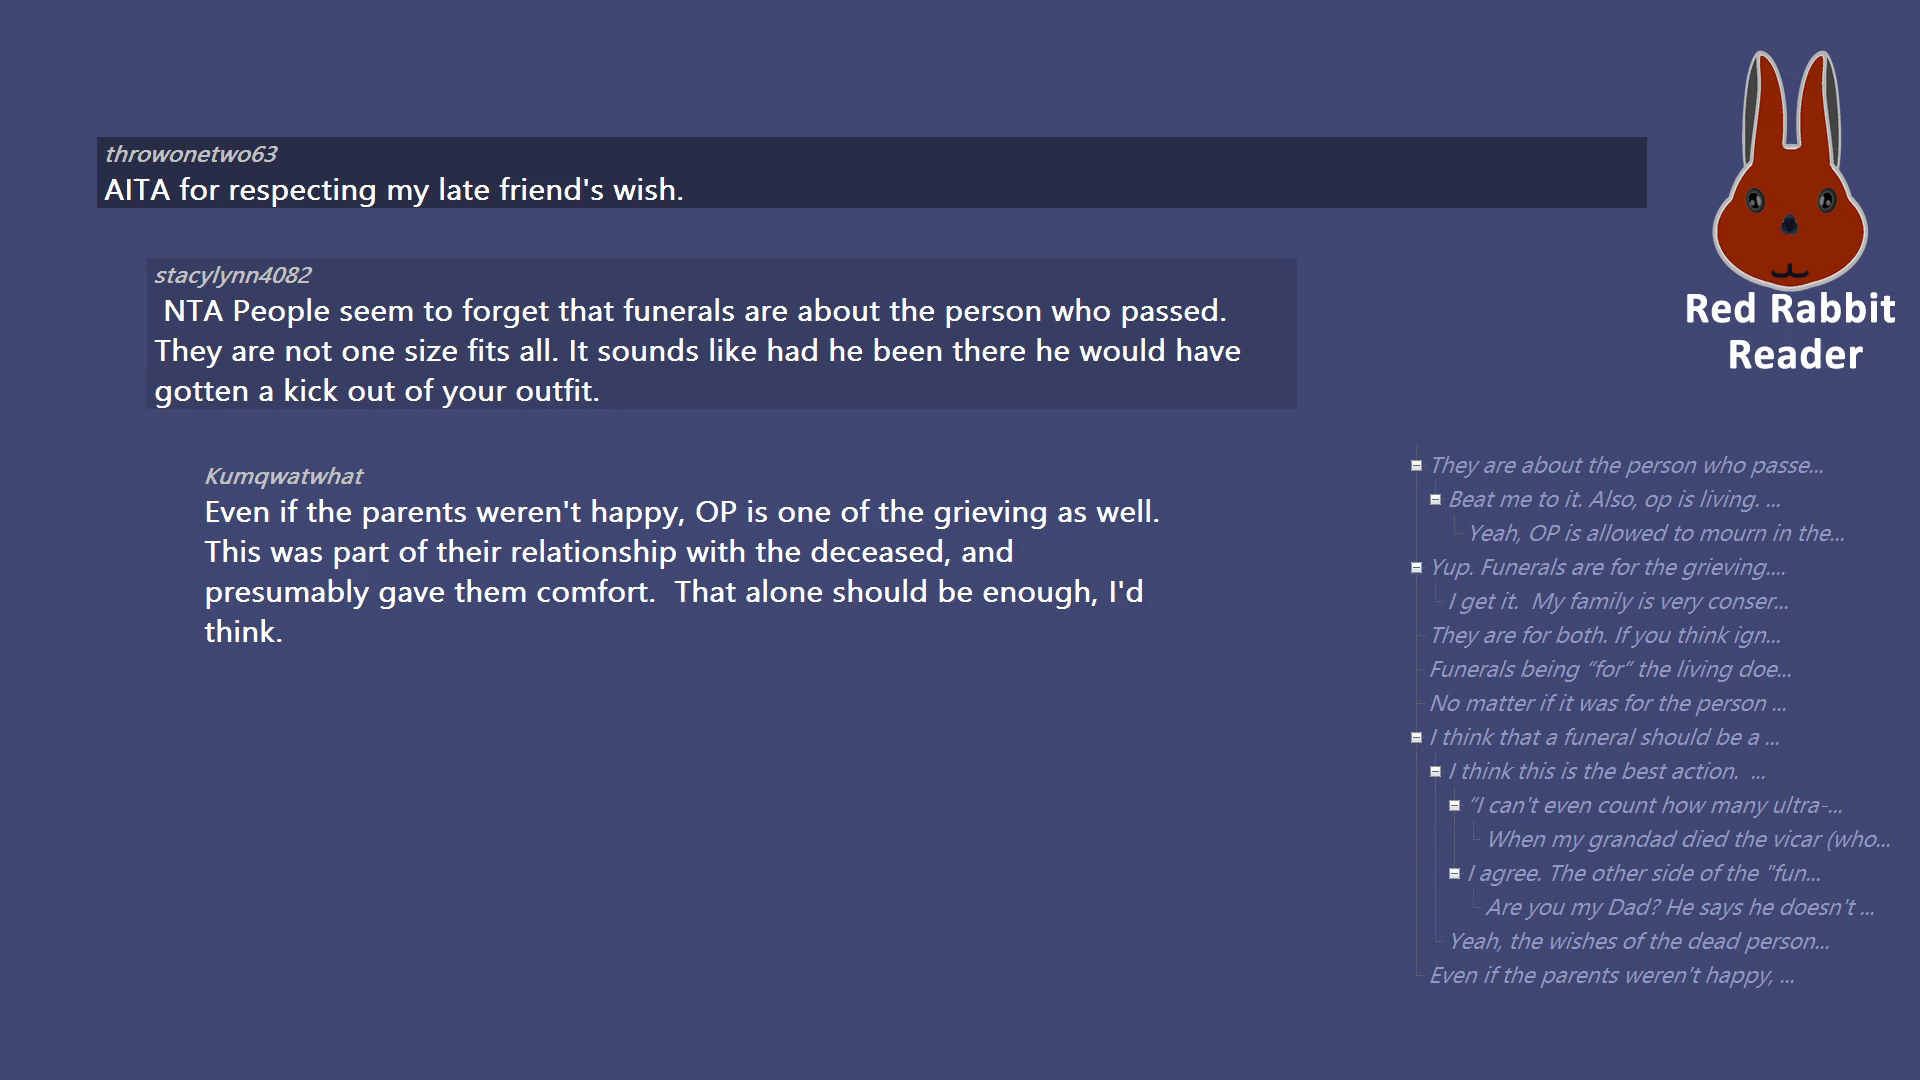 throwonetwo63
AITA for respecting my late friend's wish.
stacylynn4082
NTA People seem to forget that funerals are about the person who passed.
They are not one size fits all. It sounds like had he been there he would have
gotten a kick out of your outfit.
Kumqwatwhat
Even if the parents weren't happy, OP is one of the grieving as well.
This was part of their relationship with the deceased, and
presumably gave them comfort.  That alone should be enough, I'd
think.
Red Rabbit
Reader
They are about the person who passe...
Beat me to it. Also, op is living. ...
Yeah, OP is allowed to mourn in the...
Yup. Funerals are for the grieving....
I get it.  My family is very conser...
They are for both. If you think ign...
Funerals being “for” the living doe...
No matter if it was for the person ...
I think that a funeral should be a ...
I think this is the best action.  ...
“I can't even count how many ultra-...
When my grandad died the vicar (who...
I agree. The other side of the "fun...
Are you my Dad? He says he doesn't ...
Yeah, the wishes of the dead person...
Even if the parents weren't happy, ...